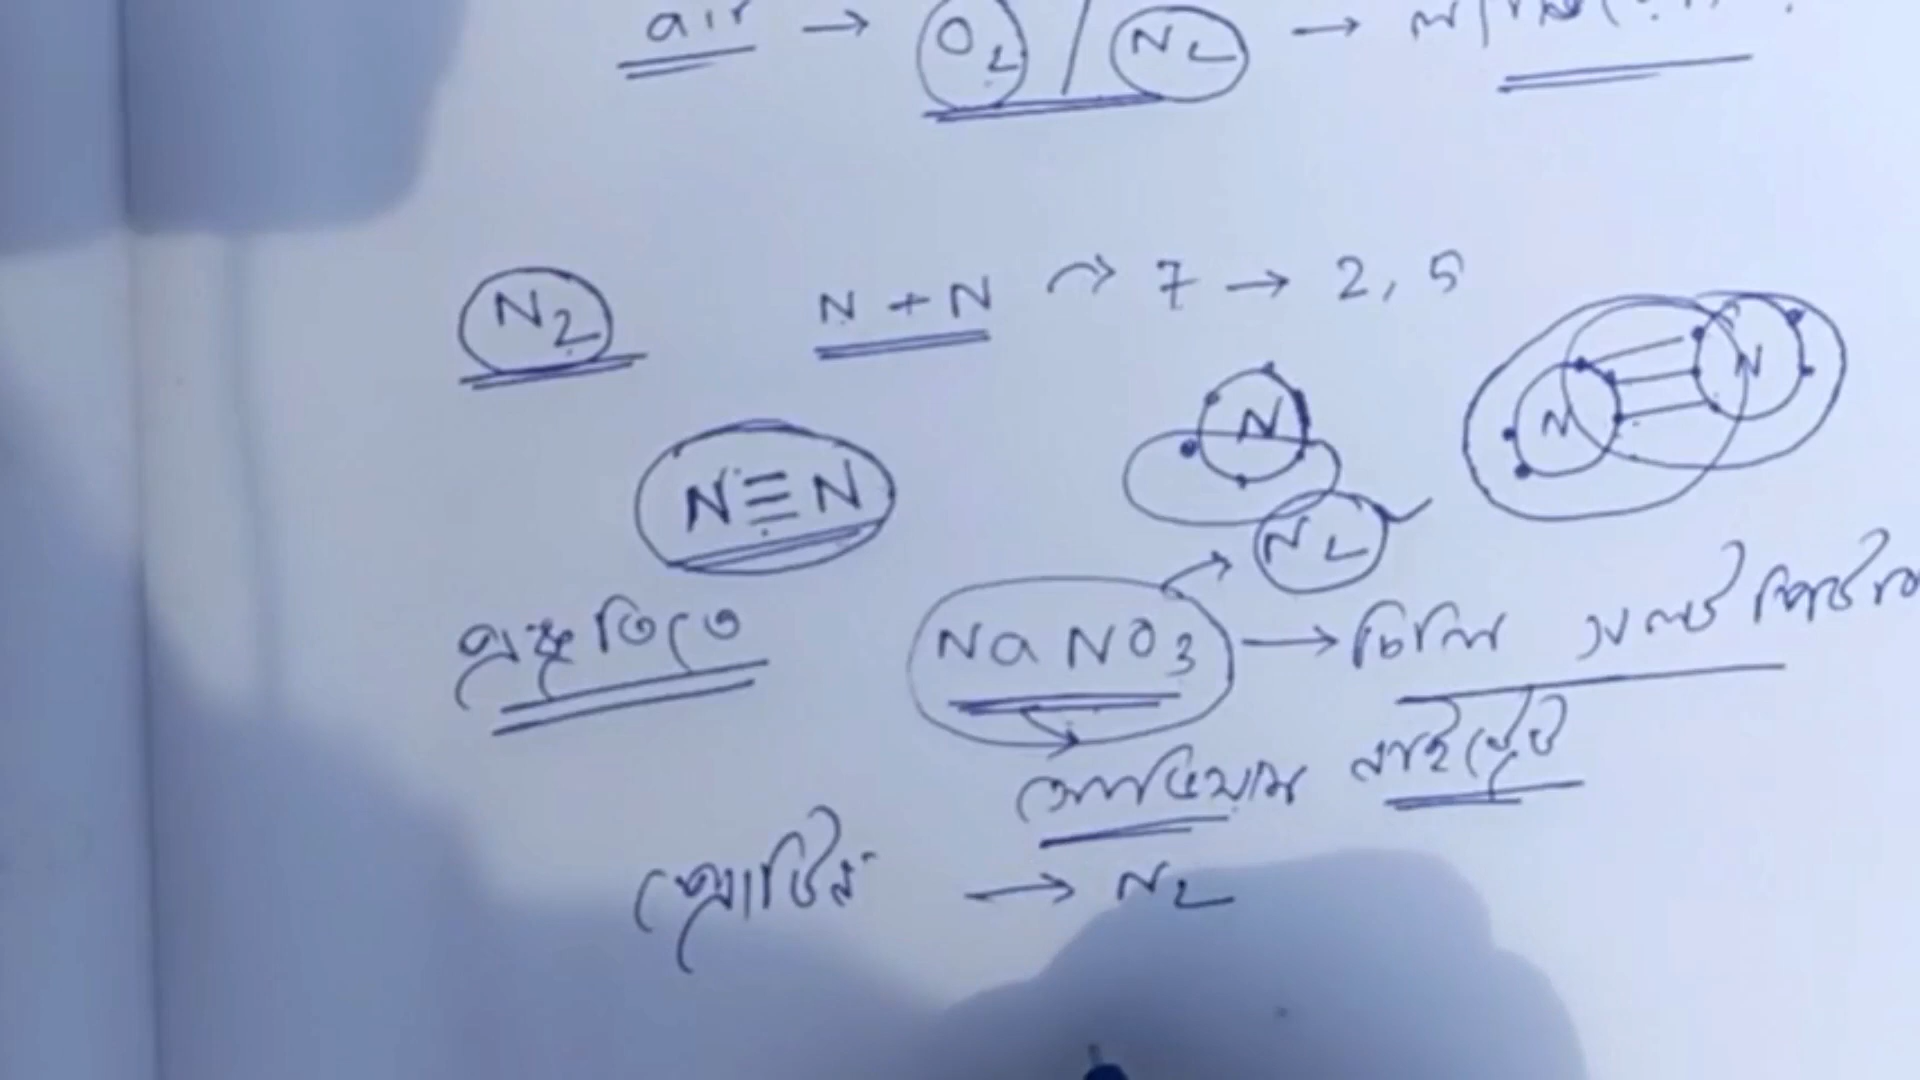 air → O2 / N2 →
N2 N + N → 7 → 2, 5
N N N
N≡N
N2
প্রকৃতিতে NaNO3 → চিলি সল্ট পিটার
সোডিয়াম নাইট্রেট
প্রোটিন → N2